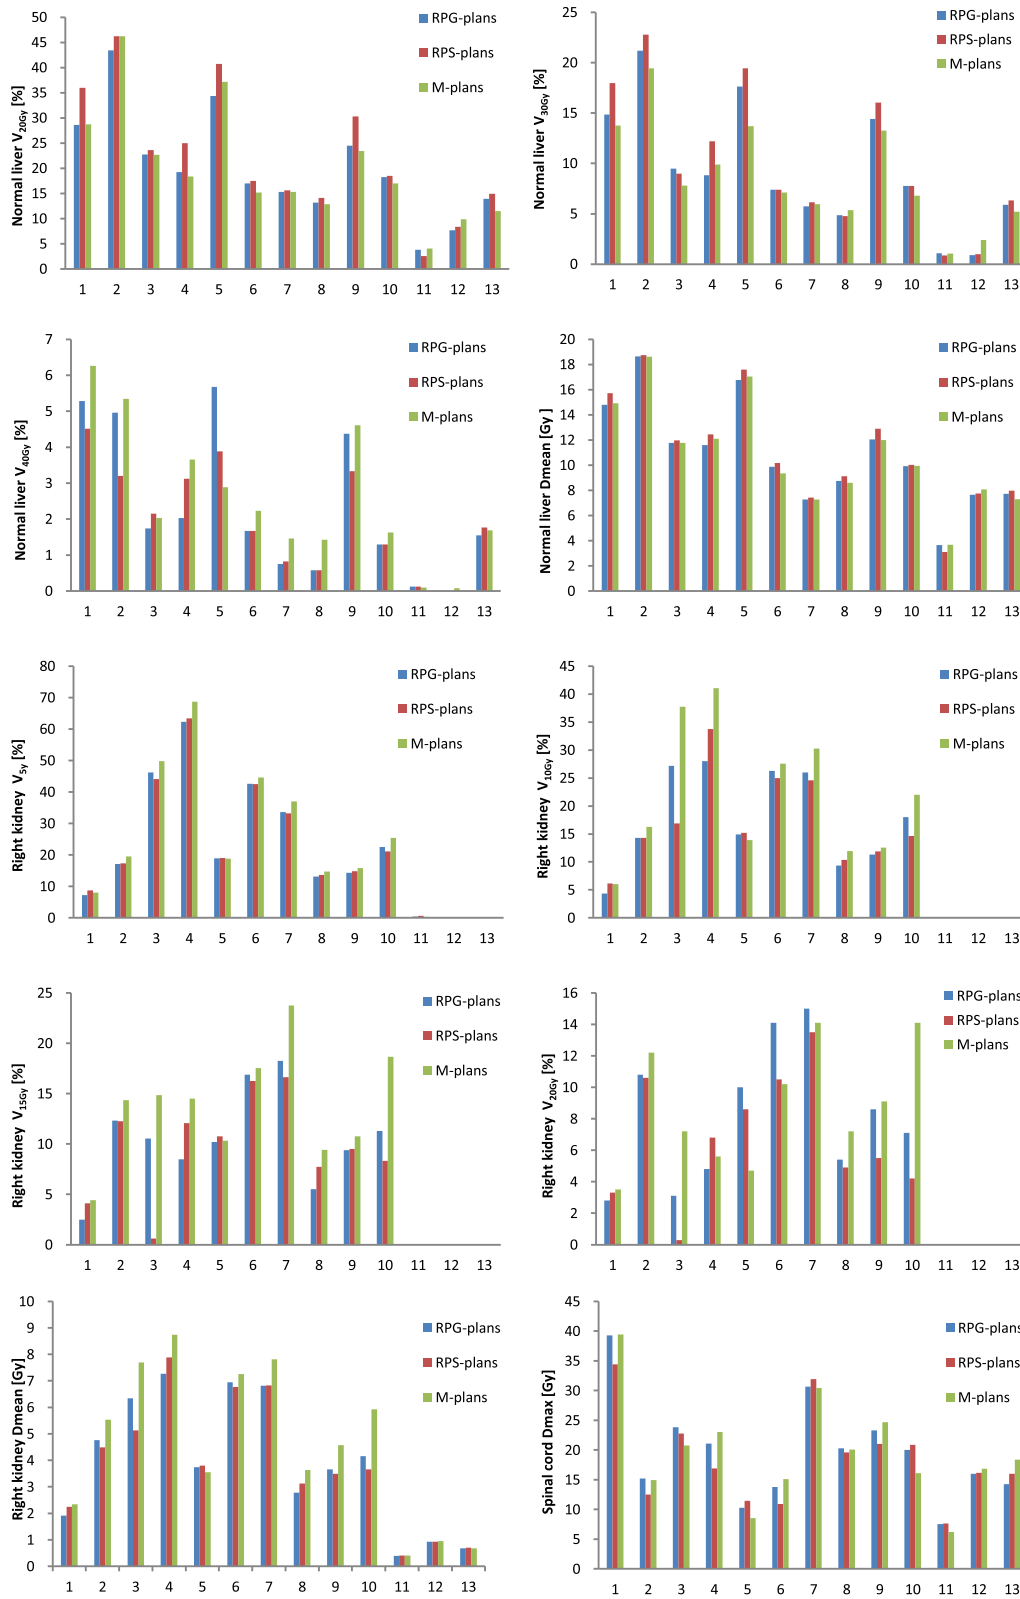 Normal liver V20Gy [%]
50
45
40
35
30
25
20
15
10
5
0
1 2 3 4 5 6 7 8 9 10 11 12 13
RPG-plans
RPS-plans
M-plans
Normal liver V30Gy [%]
25
20
15
10
5
0
1 2 3 4 5 6 7 8 9 10 11 12 13
RPG-plans
RPS-plans
M-plans
Normal liver V40Gy [%]
7
6
5
4
3
2
1
0
1 2 3 4 5 6 7 8 9 10 11 12 13
RPG-plans
RPS-plans
M-plans
Normal liver Dmean [Gy ]
20
18
16
14
12
10
8
6
4
2
0
1 2 3 4 5 6 7 8 9 10 11 12 13
RPG-plans
RPS-plans
M-plans
Right kidney V5y [%]
80
70
60
50
40
30
20
10
0
1 2 3 4 5 6 7 8 9 10 11 12 13
RPG-plans
RPS-plans
M-plans
Right kidney V10Gy [%]
45
40
35
30
25
20
15
10
5
0
1 2 3 4 5 6 7 8 9 10 11 12 13
RPG-plans
RPS-plans
M-plans
Right kidney V15Gy [%]
25
20
15
10
5
0
1 2 3 4 5 6 7 8 9 10 11 12 13
RPG-plans
RPS-plans
M-plans
Right kidney V20Gy [%]
16
14
12
10
8
6
4
2
0
1 2 3 4 5 6 7 8 9 10 11 12 13
RPG-plans
RPS-plans
M-plans
Right kidney Dmean [Gy]
10
9
8
7
6
5
4
3
2
1
0
1 2 3 4 5 6 7 8 9 10 11 12 13
RPG-plans
RPS-plans
M-plans
Spinal cord Dmax [Gy]
45
40
35
30
25
20
15
10
5
0
1 2 3 4 5 6 7 8 9 10 11 12 13
RPG-plans
RPS-plans
M-plans